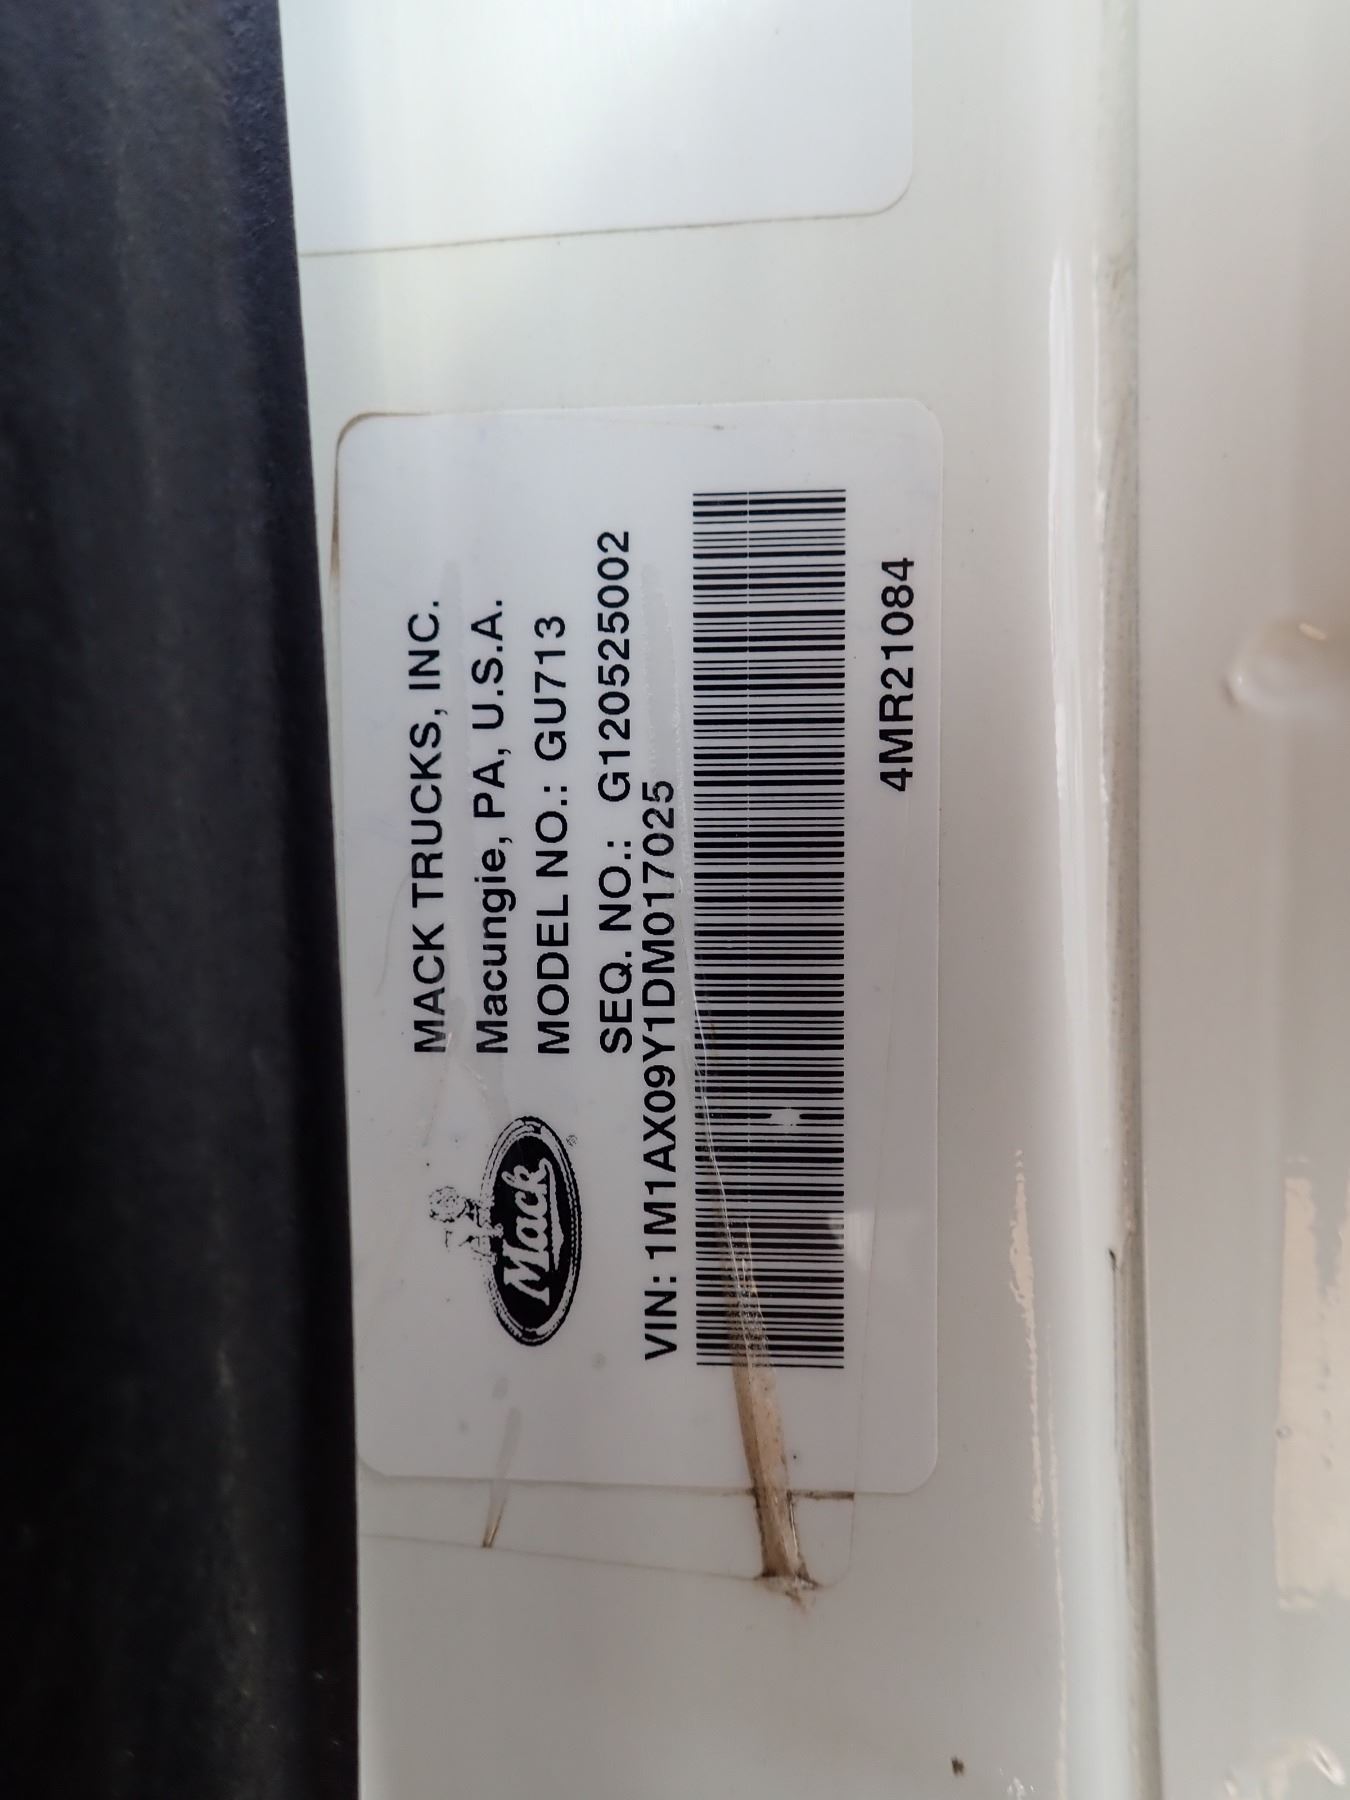 MACK TRUCKS, INC.
Macungie, PA, U.S.A.
MODEL NO.: GU713
SEQ. NO.: G120525002
Mack®
VIN: 1M1AX09Y1DM017025
4MR21084